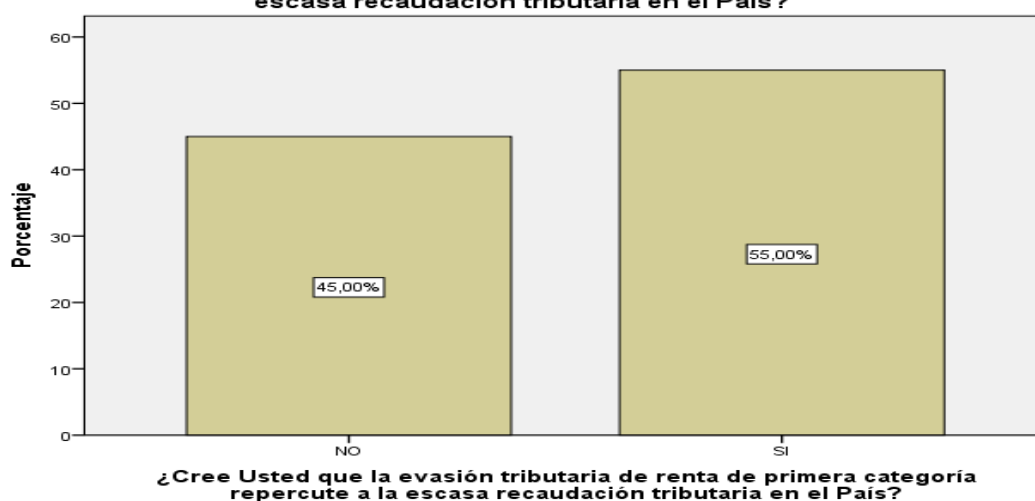 escasa recaudación tributaria en el País?
60
50
40
30
20
10
0
Porcentaje
45,00%
55,00%
NO
SI
¿Cree Usted que la evasión tributaria de renta de primera categoría
repercute a la escasa recaudación tributaria en el País?